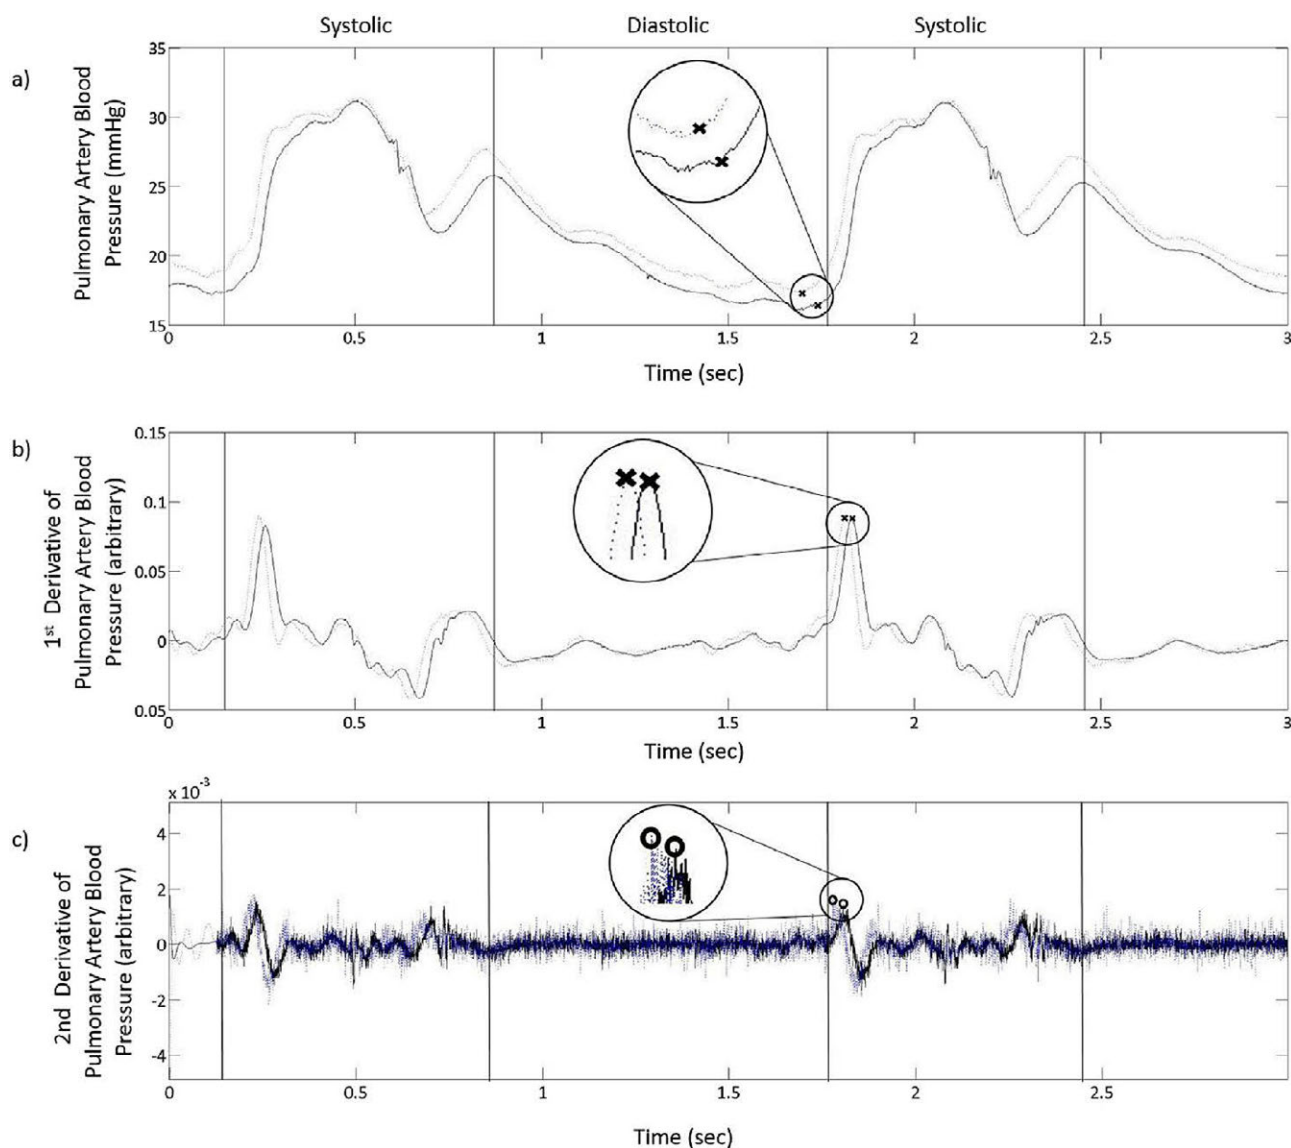 Systolic Diastolic Systolic
a)
Pulmonary Artery Blood
Pressure (mmHg)
35
30
25
20
15
0 0.5 1 1.5 2 2.5 3
Time (sec)
b)
1st Derivative of
Pulmonary Artery Blood
Pressure (arbitrary)
0.15
0.1
0.05
0
0.05
0 0.5 1 1.5 2 2.5 3
Time (sec)
c)
2nd Derivative of
Pulmonary Artery Blood
Pressure (arbitrary)
x 10-3
4
2
0
-2
-4
0 0.5 1 1.5 2 2.5 3
Time (sec)